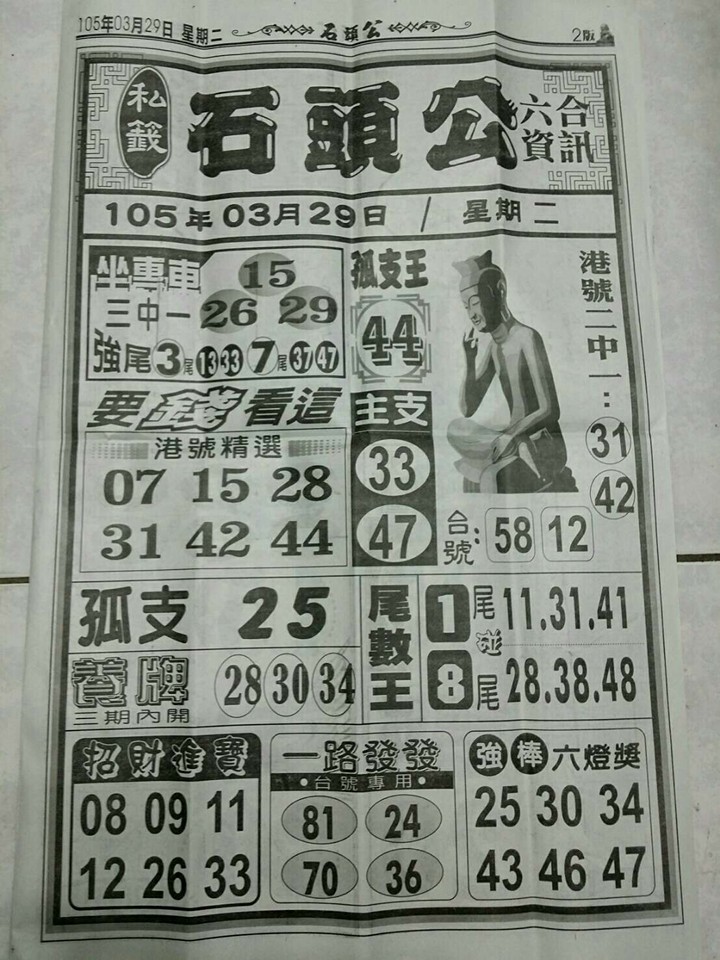 105年03月29日 星期二
石頭公
2版
私籤
石頭公
六合
資訊
105年03月29日 / 星期二
坐專車
三中一
15
26 29
強尾 3尾 13 33 7尾 37 47
孤支王
44
主支
33
47
港號二中一:
31
42
台號: 58 12
要錢看這
港號精選
07 15 28
31 42 44
孤支 25
養牌
三期內開
28 30 34
尾數王
1尾 11.31.41
碰
8尾 28.38.48
招財進寶
08 09 11
12 26 33
一路發發
•台號專用•
81 24
70 36
強棒六燈獎
25 30 34
43 46 47